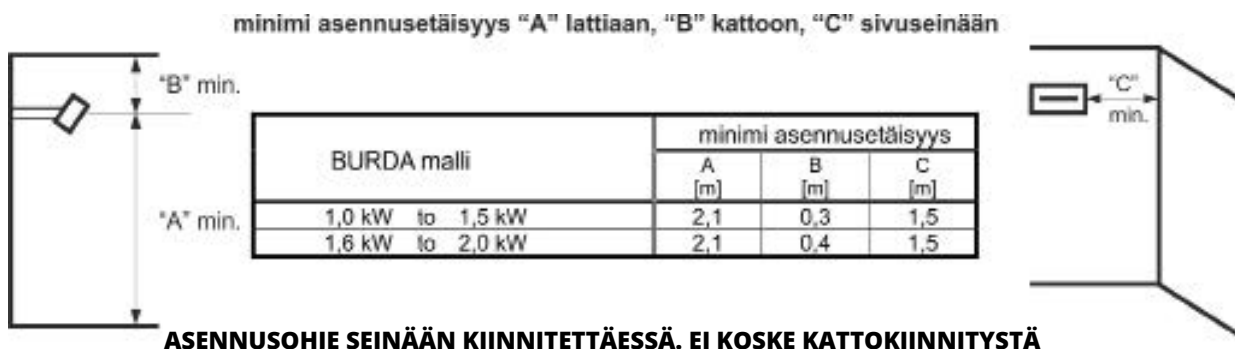 minimi asennusetäisyys “A” lattiaan, “B” kattoon, “C” sivuseinään
“B” min.
“A” min.
BURDA malli
minimi asennusetäisyys
A B C
[m] [m] [m]
1,0 kW to 1,5 kW 2,1 0,3 1,5
1,6 kW to 2,0 kW 2,1 0,4 1,5
“C”
min.
ASENNUSOHJE SEINÄÄN KIINNITETTÄESSÄ. EI KOSKE KATTOKIINNITYSTÄ